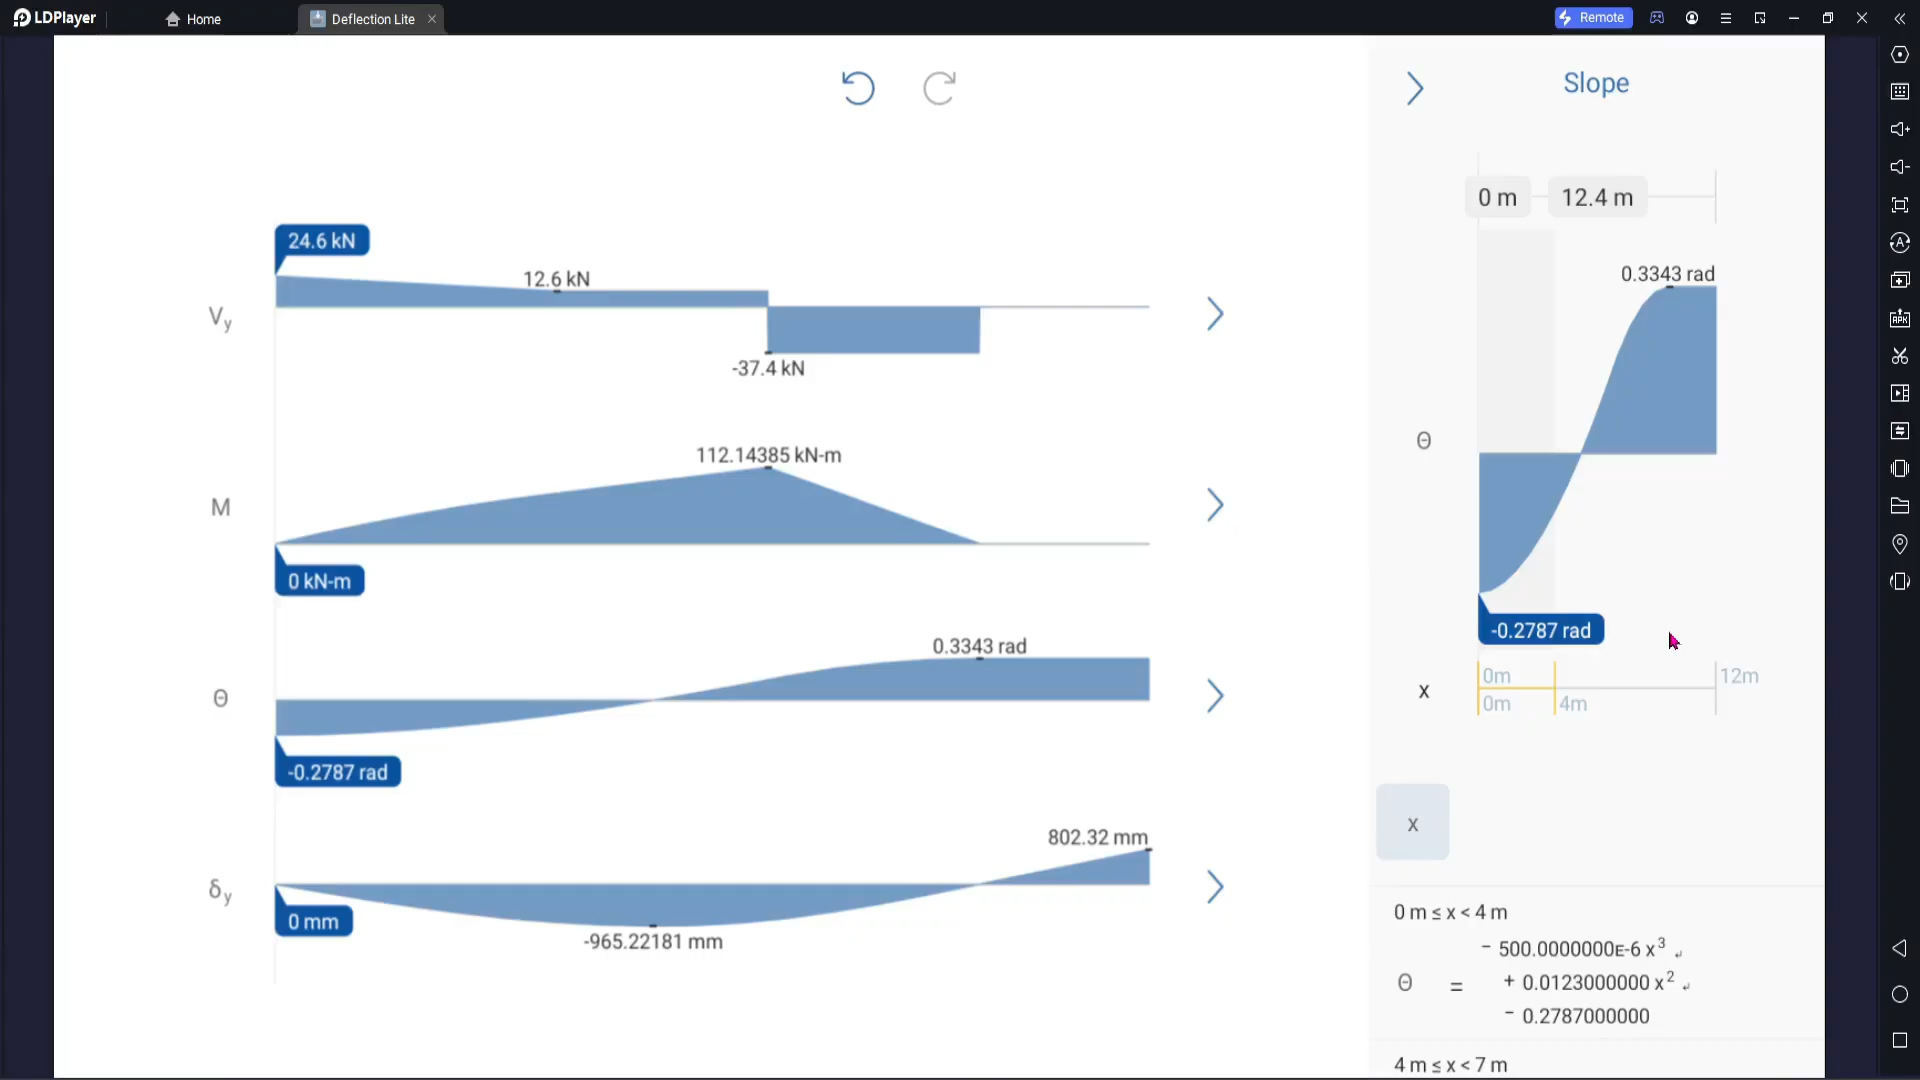 LDPlayer
Home
Deflection Lite
Remote
Slope
0 m
12.4 m
24.6 kN
12.6 kN
Vy
-37.4 kN
112.14385 kN-m
M
0 kN-m
0.3343 rad
Θ
-0.2787 rad
802.32 mm
δy
0 mm
-965.22181 mm
0.3343 rad
Θ
-0.2787 rad
0m
12m
x
0m
4m
x
0 m ≤ x < 4 m
- 500.0000000E-6 x³ ↲
Θ = + 0.0123000000 x² ↲
- 0.2787000000
4 m ≤ x < 7 m
A
APK